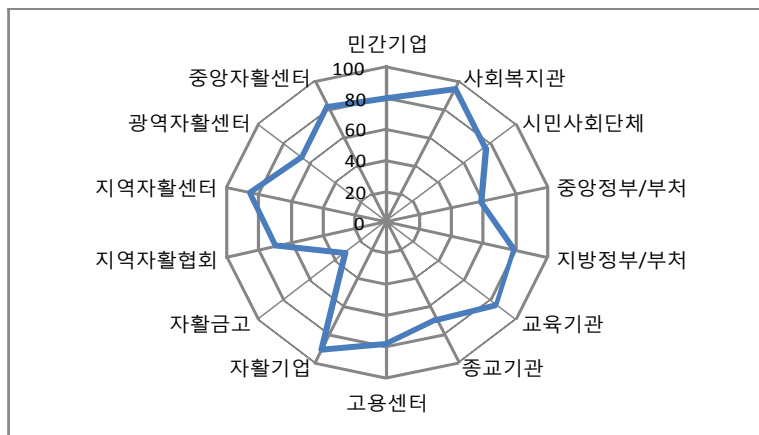 민간기업
사회복지관
시민사회단체
중앙정부/부처
지방정부/부처
교육기관
종교기관
고용센터
자활기업
자활금고
지역자활협회
지역자활센터
광역자활센터
중앙자활센터
100
80
60
40
20
0